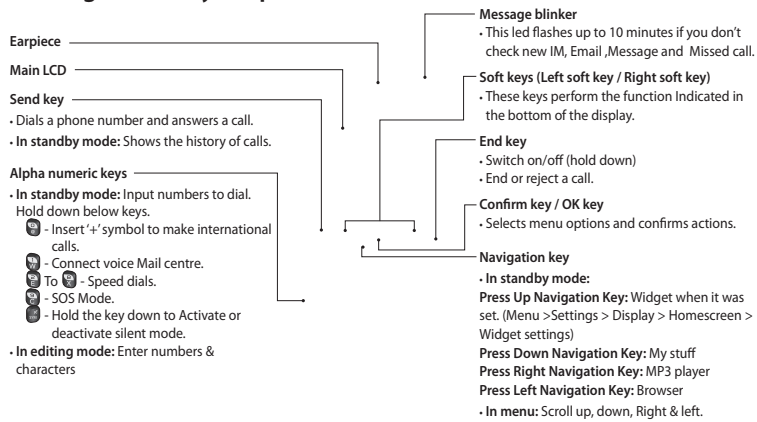 Earpiece
Main LCD
Send key
• Dials a phone number and answers a call.
• In standby mode: Shows the history of calls.
Alpha numeric keys
• In standby mode: Input numbers to dial.
Hold down below keys.
- Insert ‘+’ symbol to make international
calls.
- Connect voice Mail centre.
To - Speed dials.
- SOS Mode.
- Hold the key down to Activate or
deactivate silent mode.
• In editing mode: Enter numbers &
characters
Message blinker
• This led flashes up to 10 minutes if you don’t
check new IM, Email ,Message and Missed call.
Soft keys (Left soft key / Right soft key)
• These keys perform the function Indicated in
the bottom of the display.
End key
• Switch on/off (hold down)
• End or reject a call.
Confirm key / OK key
• Selects menu options and confirms actions.
Navigation key
• In standby mode:
Press Up Navigation Key: Widget when it was
set. (Menu >Settings > Display > Homescreen >
Widget settings)
Press Down Navigation Key: My stuff
Press Right Navigation Key: MP3 player
Press Left Navigation Key: Browser
• In menu: Scroll up, down, Right & left.